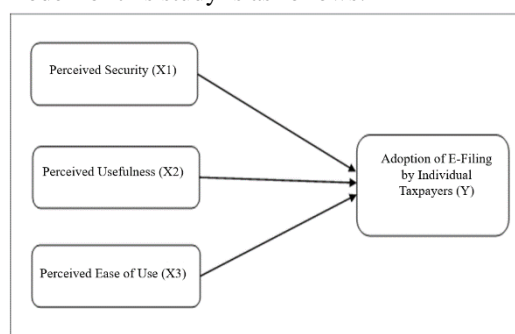 Perceived Security (X1)
Perceived Usefulness (X2)
Adoption of E-Filing
by Individual
Taxpayers (Y)
Perceived Ease of Use (X3)